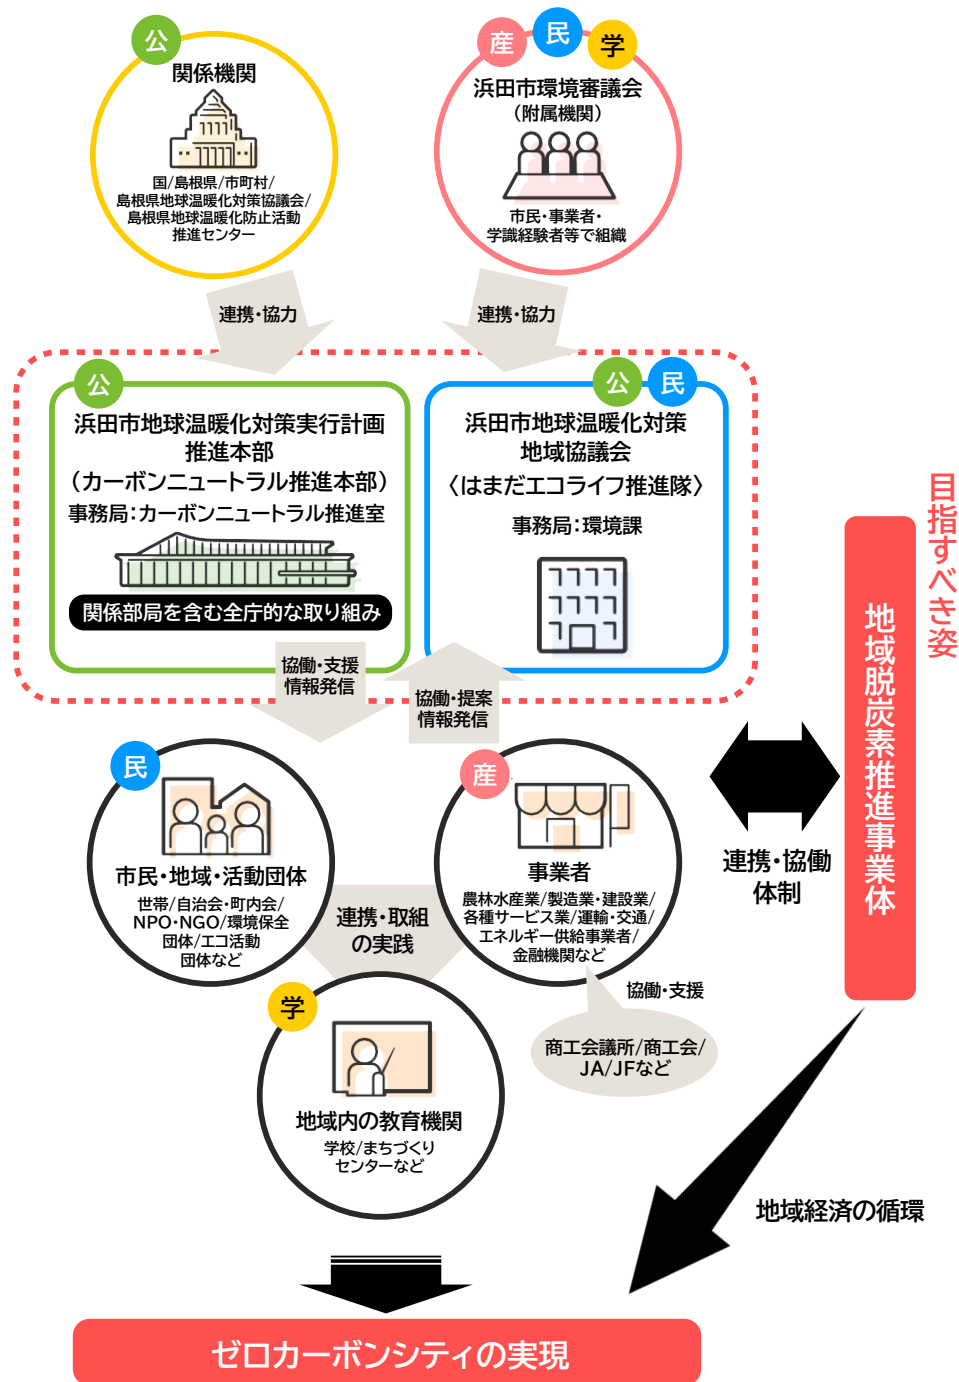 公
関係機関
国/島根県/市町村/
島根県地球温暖化対策協議会/
島根県地球温暖化防止活動
推進センター
産
民
学
浜田市環境審議会
（附属機関）
市民・事業者・
学識経験者等で組織
連携・協力
連携・協力
公
浜田市地球温暖化対策実行計画
推進本部
（カーボンニュートラル推進本部）
事務局：カーボンニュートラル推進室
関係部局を含む全庁的な取り組み
公
民
浜田市地球温暖化対策
地域協議会
〈はまだエコライフ推進隊〉
事務局：環境課
協働・支援
情報発信
協働・提案
情報発信
目指すべき姿
地域脱炭素推進事業体
民
市民・地域・活動団体
世帯/自治会・町内会/
NPO・NGO/環境保全
団体/エコ活動
団体など
産
事業者
農林水産業/製造業・建設業/
各種サービス業/運輸・交通/
エネルギー供給事業者/
金融機関など
連携・協働
体制
連携・取組
の実践
協働・支援
商工会議所/商工会/
JA/JFなど
学
地域内の教育機関
学校/まちづくり
センターなど
地域経済の循環
ゼロカーボンシティの実現